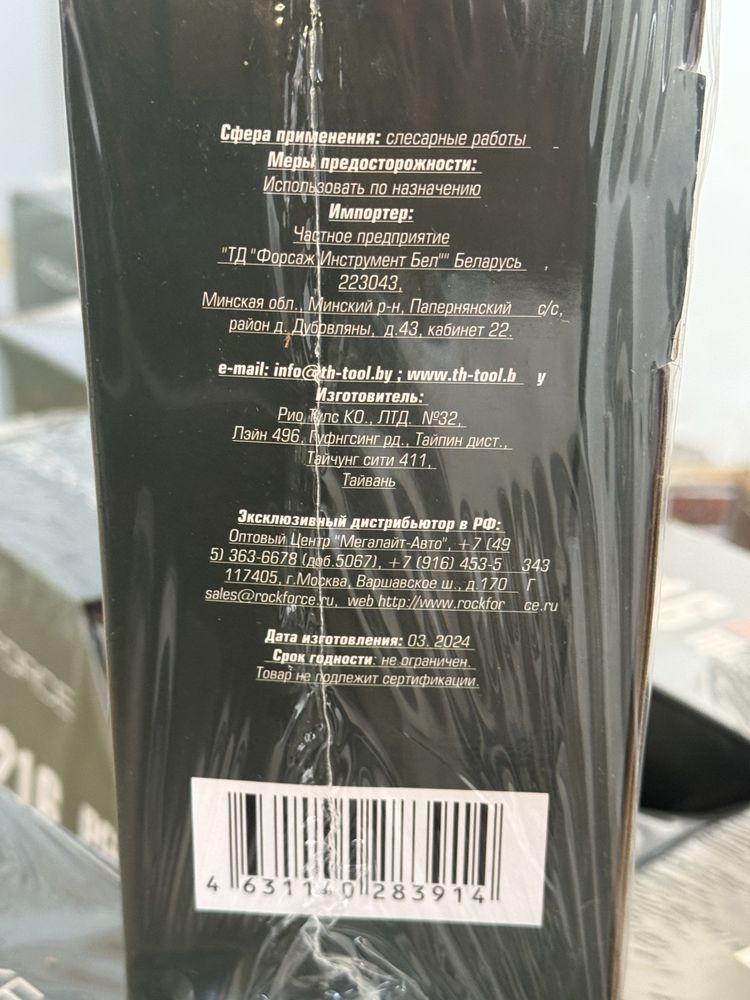 Сфера применения: слесарные работы
Меры предосторожности:
Использовать по назначению
Импортер:
Частное предприятие
"ТД "Форсаж Инструмент Бел"" Беларусь ,
223043,
Минская обл., Минский р-н, Папернянский с/с,
район д. Дубровляны, д.43, кабинет 22.
e-mail: info@th-tool.by ; www.th-tool.b y
Изготовитель:
Рио Тулс КО., ЛТД. №32,
Лэйн 496, Гуфнгсинг рд., Тайпин дист.,
Тайчунг сити 411,
Тайвань
Эксклюзивный дистрибьютор в РФ:
Оптовый Центр "Мегалайт-Авто", +7 (49
5) 363-6678 (доб.5067), +7 (916) 453-5 343
117405, г.Москва, Варшавское ш., д.170 Г
sales@rockforce.ru, web http://www.rockfor ce.ru
Дата изготовления: 03. 2024
Срок годности: не ограничен.
Товар не подлежит сертификации.
4 631140 283914
216